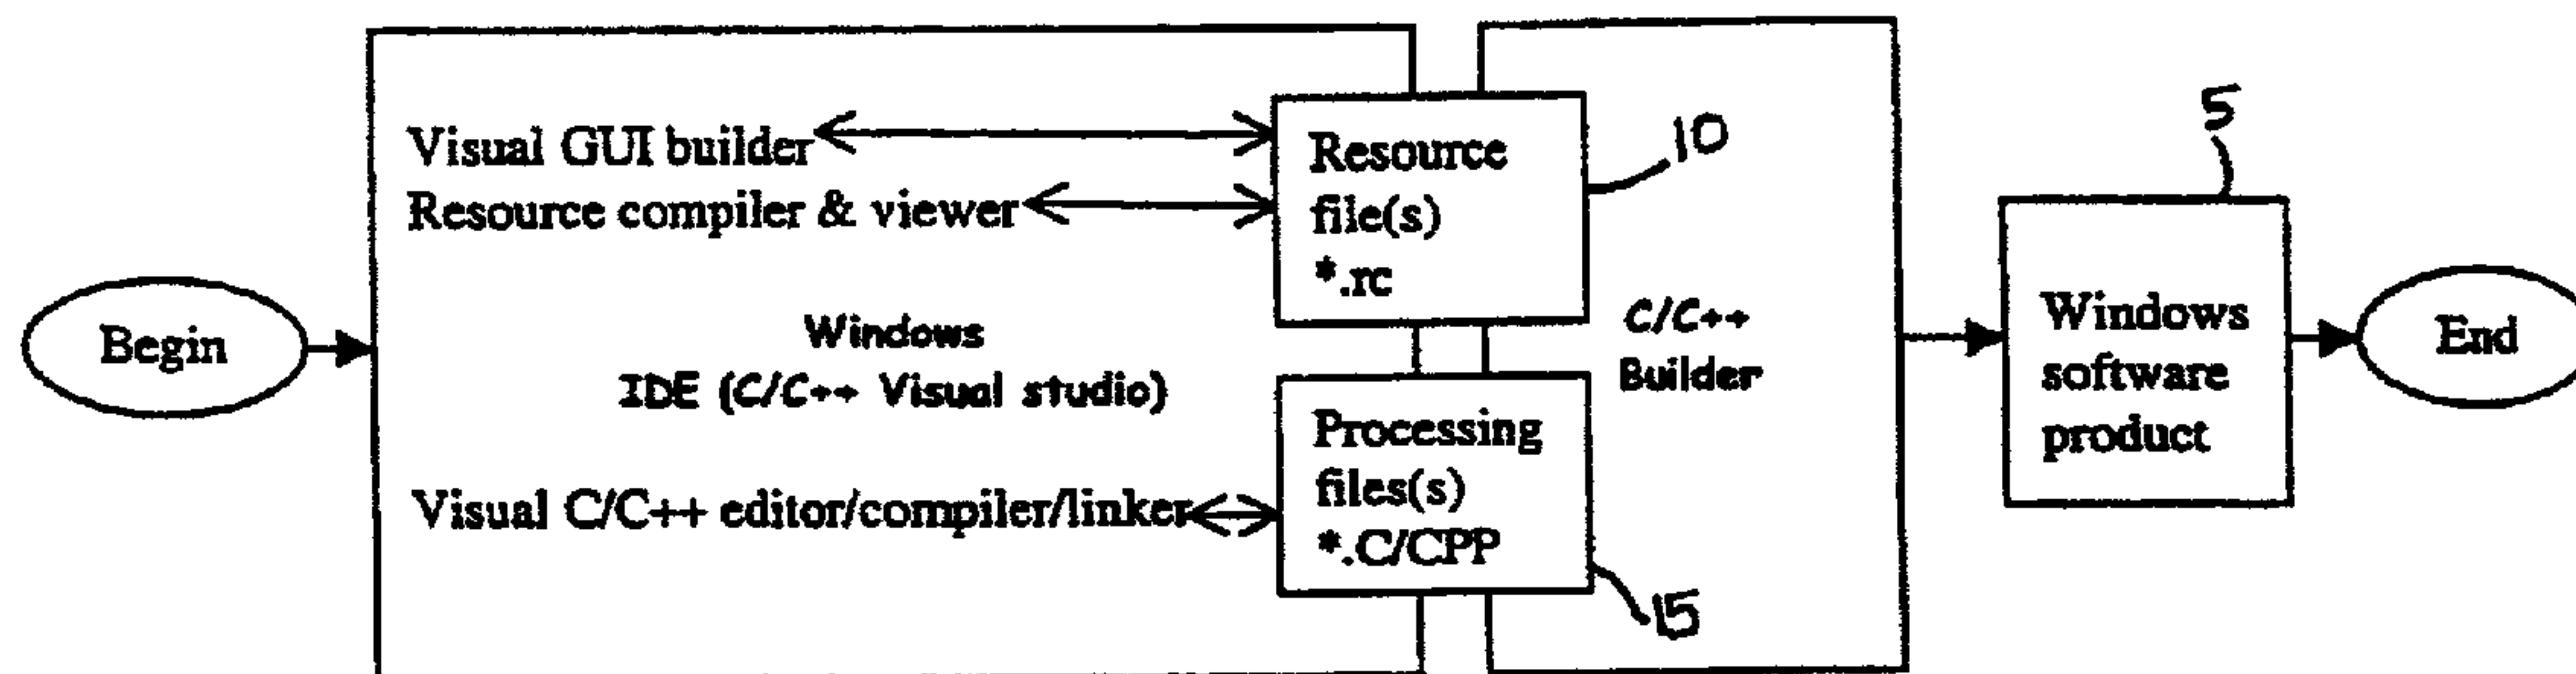 Begin
Visual GUI builder
Resource compiler & viewer
Windows
IDE (C/C++ Visual studio)
Visual C/C++ editor/compiler/linker
Resource
file(s)
*.rc
10
Processing
files(s)
*.C/CPP
15
C/C++
Builder
5
Windows
software
product
End